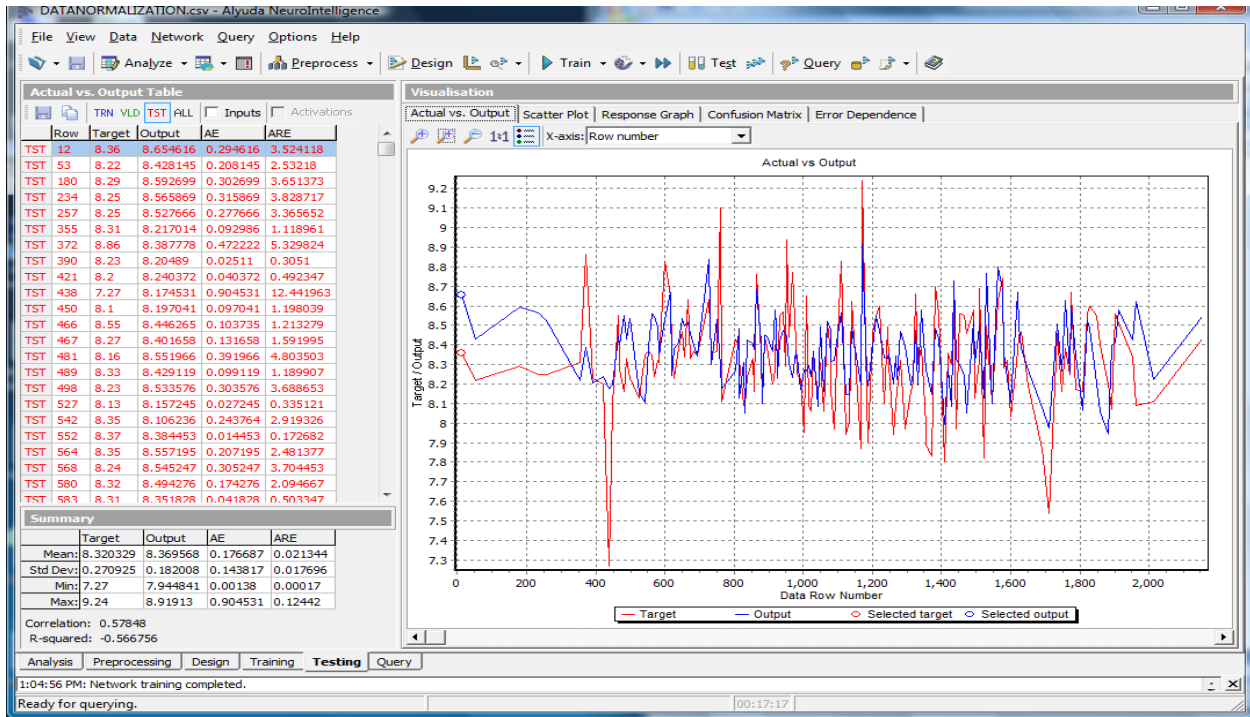 DATANORMALIZATION.csv - Alyuda NeuroIntelligence
File View Data Network Query Options Help
Analyze Preprocess Design Train Test Query
Actual vs. Output Table
TRN VLD TST ALL Inputs Activations
Row Target Output AE ARE
TST 12 8.36 8.654616 0.294616 3.524118
TST 53 8.22 8.428145 0.208145 2.53218
TST 180 8.29 8.592699 0.302699 3.651373
TST 234 8.25 8.565869 0.315869 3.828717
TST 257 8.25 8.527666 0.277666 3.365652
TST 355 8.31 8.217014 0.092986 1.118961
TST 372 8.86 8.387778 0.472222 5.329824
TST 390 8.23 8.20489 0.02511 0.3051
TST 421 8.2 8.240372 0.040372 0.492347
TST 438 7.27 8.174531 0.904531 12.441963
TST 450 8.1 8.197041 0.097041 1.198039
TST 466 8.55 8.446265 0.103735 1.213279
TST 467 8.27 8.401658 0.131658 1.591995
TST 481 8.16 8.551966 0.391966 4.803503
TST 489 8.33 8.429119 0.099119 1.189907
TST 498 8.23 8.533576 0.303576 3.688653
TST 527 8.13 8.157245 0.027245 0.335121
TST 542 8.35 8.106236 0.243764 2.919326
TST 552 8.37 8.384453 0.014453 0.172682
TST 564 8.35 8.557195 0.207195 2.481377
TST 568 8.24 8.545247 0.305247 3.704453
TST 580 8.32 8.494276 0.174276 2.094667
TST 583 8.31 8.351828 0.041828 0.503347
Summary
Target Output AE ARE
Mean: 8.320329 8.369568 0.176687 0.021344
Std Dev: 0.270925 0.182008 0.143817 0.017696
Min: 7.27 7.944841 0.00138 0.00017
Max: 9.24 8.91913 0.904531 0.12442
Correlation: 0.57848
R-squared: -0.566756
Visualisation
Actual vs. Output Scatter Plot Response Graph Confusion Matrix Error Dependence
1:1 X-axis: Row number
Actual vs Output
Target / Output
9.2
9.1
9
8.9
8.8
8.7
8.6
8.5
8.4
8.3
8.2
8.1
8
7.9
7.8
7.7
7.6
7.5
7.4
7.3
0 200 400 600 800 1,000 1,200 1,400 1,600 1,800 2,000
Data Row Number
Target Output Selected target Selected output
Analysis Preprocessing Design Training Testing Query
1:04:56 PM: Network training completed.
Ready for querying. 00:17:17